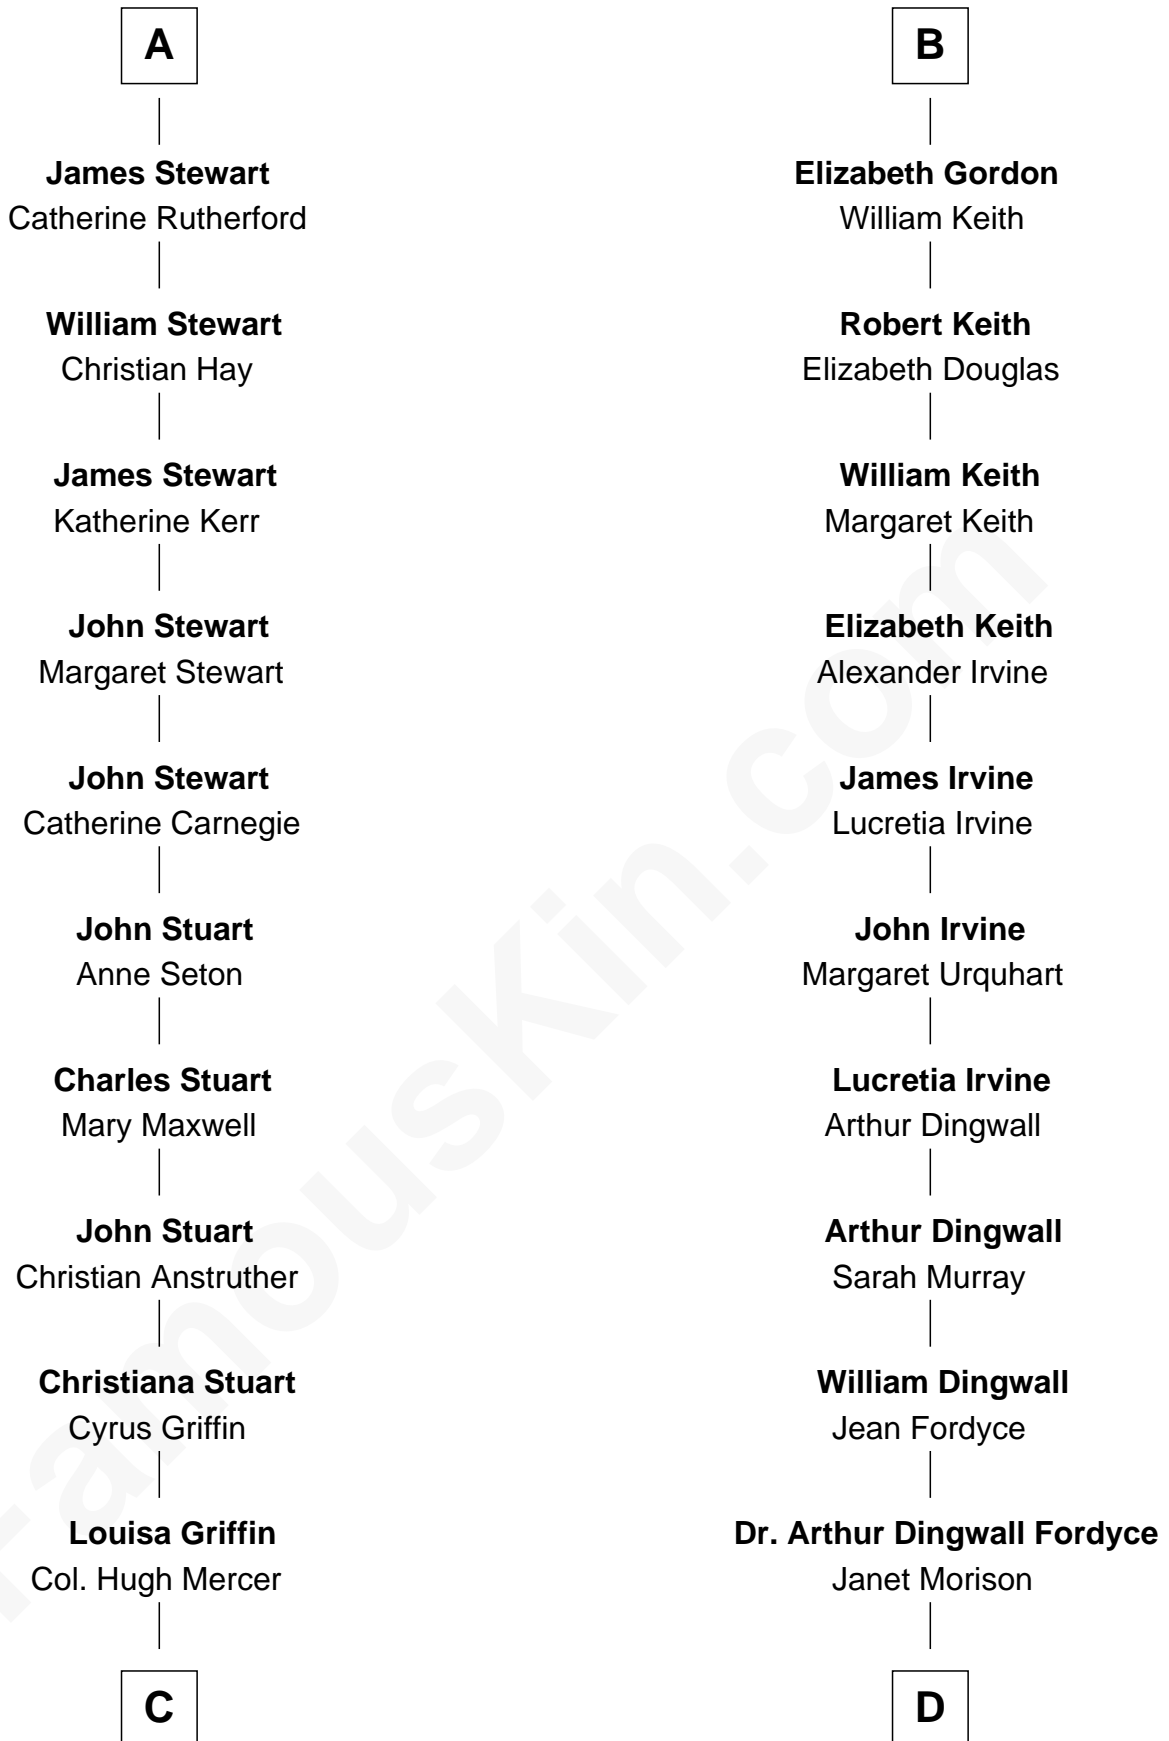 A
James Stewart
Catherine Rutherford
William Stewart
Christian Hay
James Stewart
Katherine Kerr
John Stewart
Margaret Stewart
John Stewart
Catherine Carnegie
John Stuart
Anne Seton
Charles Stuart
Mary Maxwell
John Stuart
Christian Anstruther
Christiana Stuart
Cyrus Griffin
Louisa Griffin
Col. Hugh Mercer
C
B
Elizabeth Gordon
William Keith
Robert Keith
Elizabeth Douglas
William Keith
Margaret Keith
Elizabeth Keith
Alexander Irvine
James Irvine
Lucretia Irvine
John Irvine
Margaret Urquhart
Lucretia Irvine
Arthur Dingwall
Arthur Dingwall
Sarah Murray
William Dingwall
Jean Fordyce
Dr. Arthur Dingwall Fordyce
Janet Morison
D
FamousKin.com